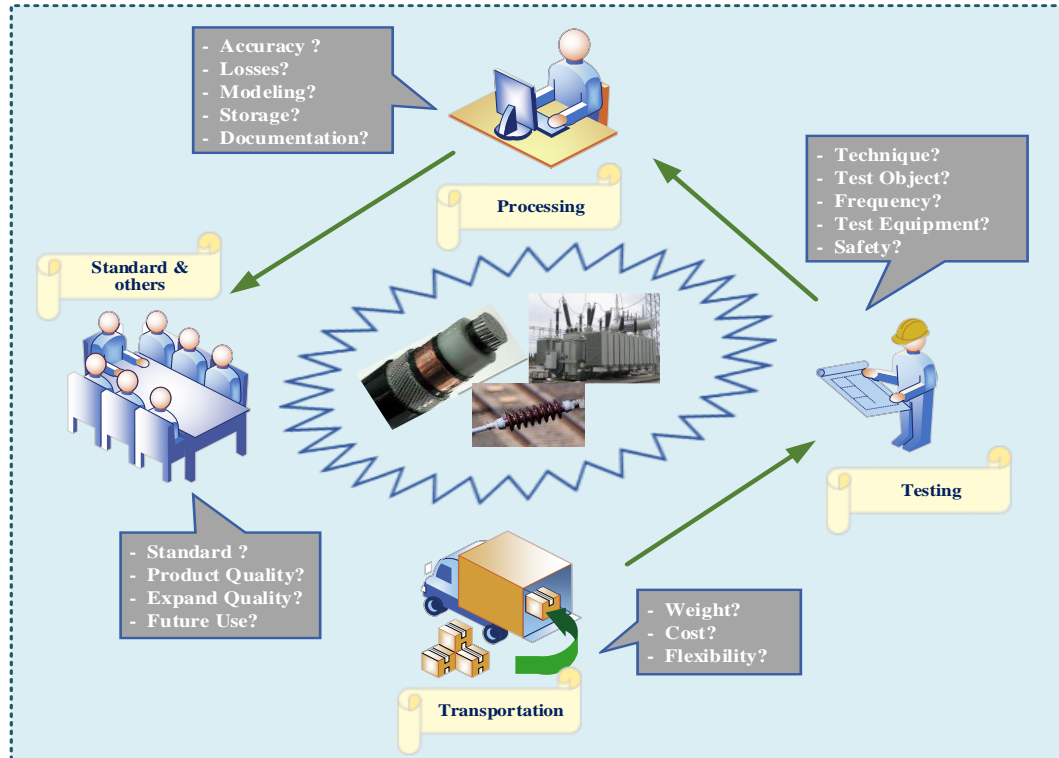 - Accuracy ?
- Losses?
- Modeling?
- Storage?
- Documentation?
Processing
- Technique?
- Test Object?
- Frequency?
- Test Equipment?
- Safety?
Standard &
others
Testing
- Standard ?
- Product Quality?
- Expand Quality?
- Future Use?
- Weight?
- Cost?
- Flexibility?
Transportation